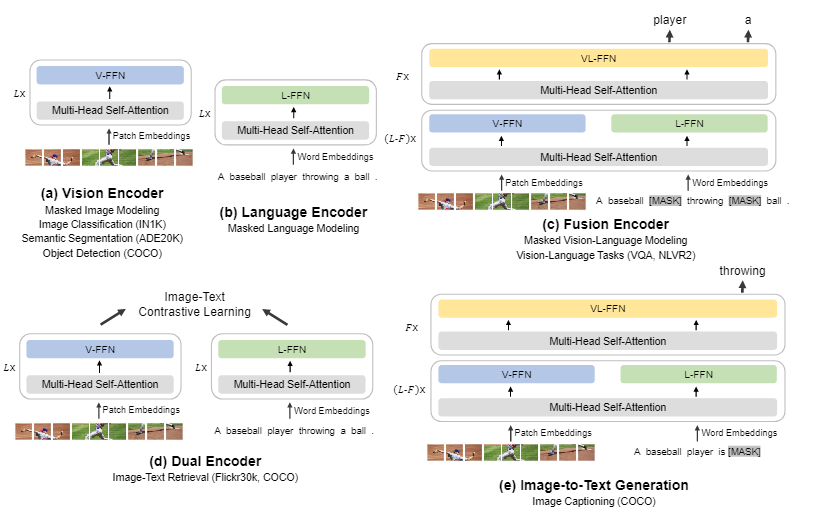 V-FFN
Multi-Head Self-Attention
Lx
Patch Embeddings
(a) Vision Encoder
Masked Image Modeling
Image Classification (IN1K)
Semantic Segmentation (ADE20K)
Object Detection (COCO)
L-FFN
Multi-Head Self-Attention
Lx
Word Embeddings
A baseball player throwing a ball .
(b) Language Encoder
Masked Language Modeling
player a
VL-FFN
Multi-Head Self-Attention
Fx
V-FFN L-FFN
Multi-Head Self-Attention
(L-F)x
Patch Embeddings Word Embeddings
A baseball [MASK] throwing [MASK] ball .
(c) Fusion Encoder
Masked Vision-Language Modeling
Vision-Language Tasks (VQA, NLVR2)
Image-Text
Contrastive Learning
V-FFN
Multi-Head Self-Attention
Lx
Patch Embeddings
L-FFN
Multi-Head Self-Attention
Lx
Word Embeddings
A baseball player throwing a ball .
(d) Dual Encoder
Image-Text Retrieval (Flickr30k, COCO)
throwing
VL-FFN
Multi-Head Self-Attention
Fx
V-FFN L-FFN
Multi-Head Self-Attention
(L-F)x
Patch Embeddings Word Embeddings
A baseball player is [MASK]
(e) Image-to-Text Generation
Image Captioning (COCO)